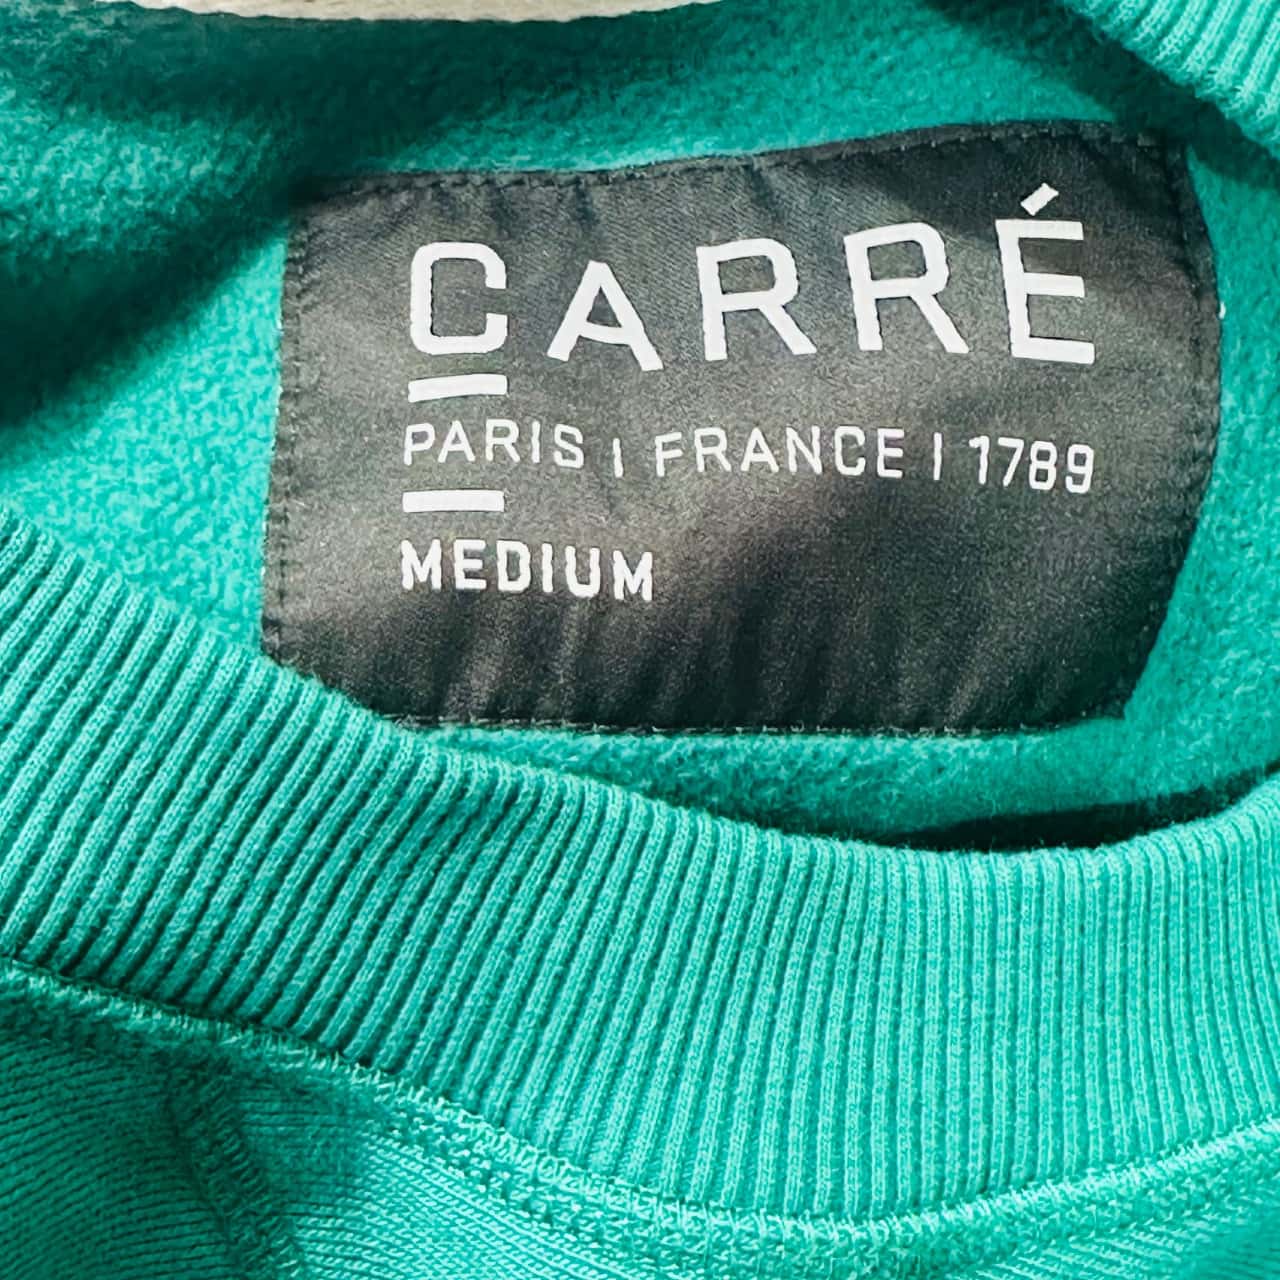 CARRÉ
PARIS | FRANCE | 1789
MEDIUM